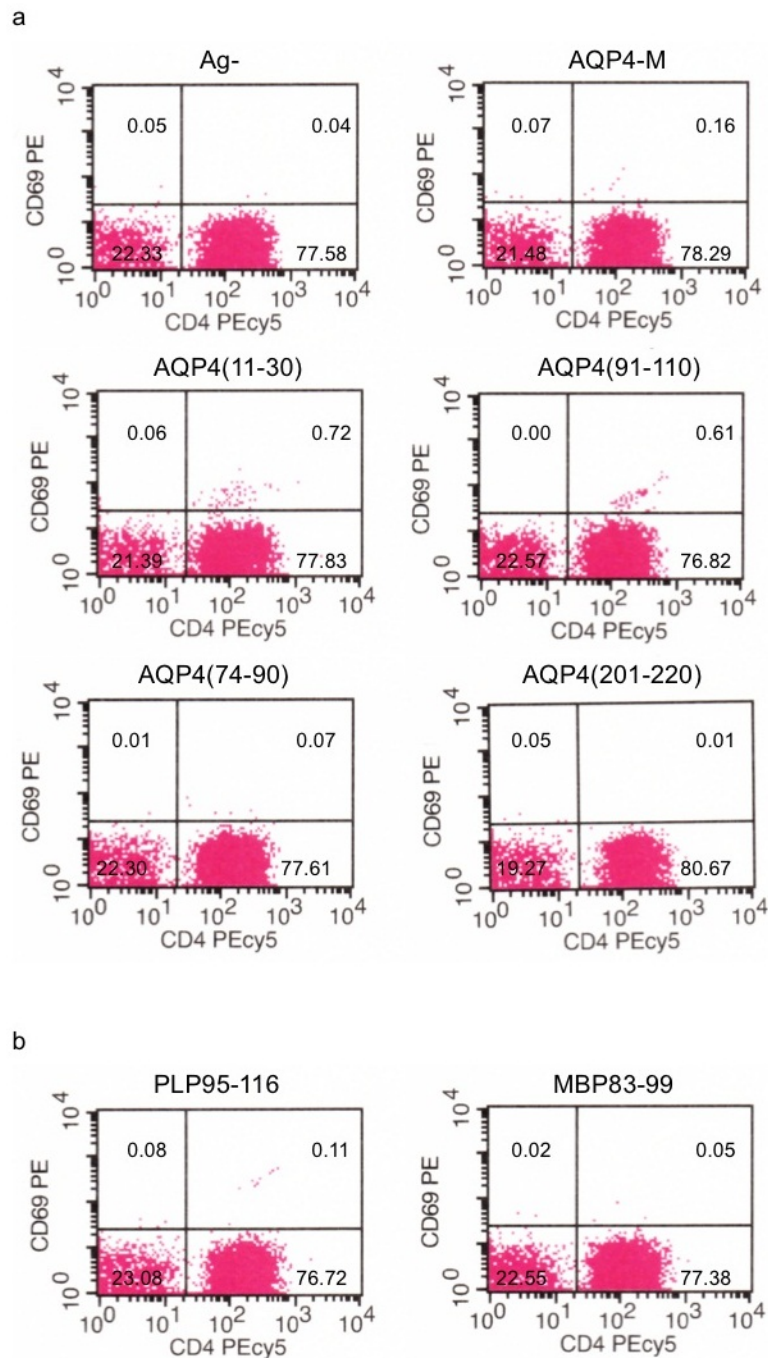 a
Ag-
AQP4-M
10^4
0.05
0.04
CD69 PE
22.33
77.58
10^0
10^0 10^1 10^2 10^3 10^4
CD4 PEcy5
10^4
0.07
0.16
CD69 PE
21.48
78.29
10^0
10^0 10^1 10^2 10^3 10^4
CD4 PEcy5
AQP4(11-30)
AQP4(91-110)
10^4
0.06
0.72
CD69 PE
21.39
77.83
10^0
10^0 10^1 10^2 10^3 10^4
CD4 PEcy5
10^4
0.00
0.61
CD69 PE
22.57
76.82
10^0
10^0 10^1 10^2 10^3 10^4
CD4 PEcy5
AQP4(74-90)
AQP4(201-220)
10^4
0.01
0.07
CD69 PE
22.30
77.61
10^0
10^0 10^1 10^2 10^3 10^4
CD4 PEcy5
10^4
0.05
0.01
CD69 PE
19.27
80.67
10^0
10^0 10^1 10^2 10^3 10^4
CD4 PEcy5
b
PLP95-116
MBP83-99
10^4
0.08
0.11
CD69 PE
23.08
76.72
10^0
10^0 10^1 10^2 10^3 10^4
CD4 PEcy5
10^4
0.02
0.05
CD69 PE
22.55
77.38
10^0
10^0 10^1 10^2 10^3 10^4
CD4 PEcy5